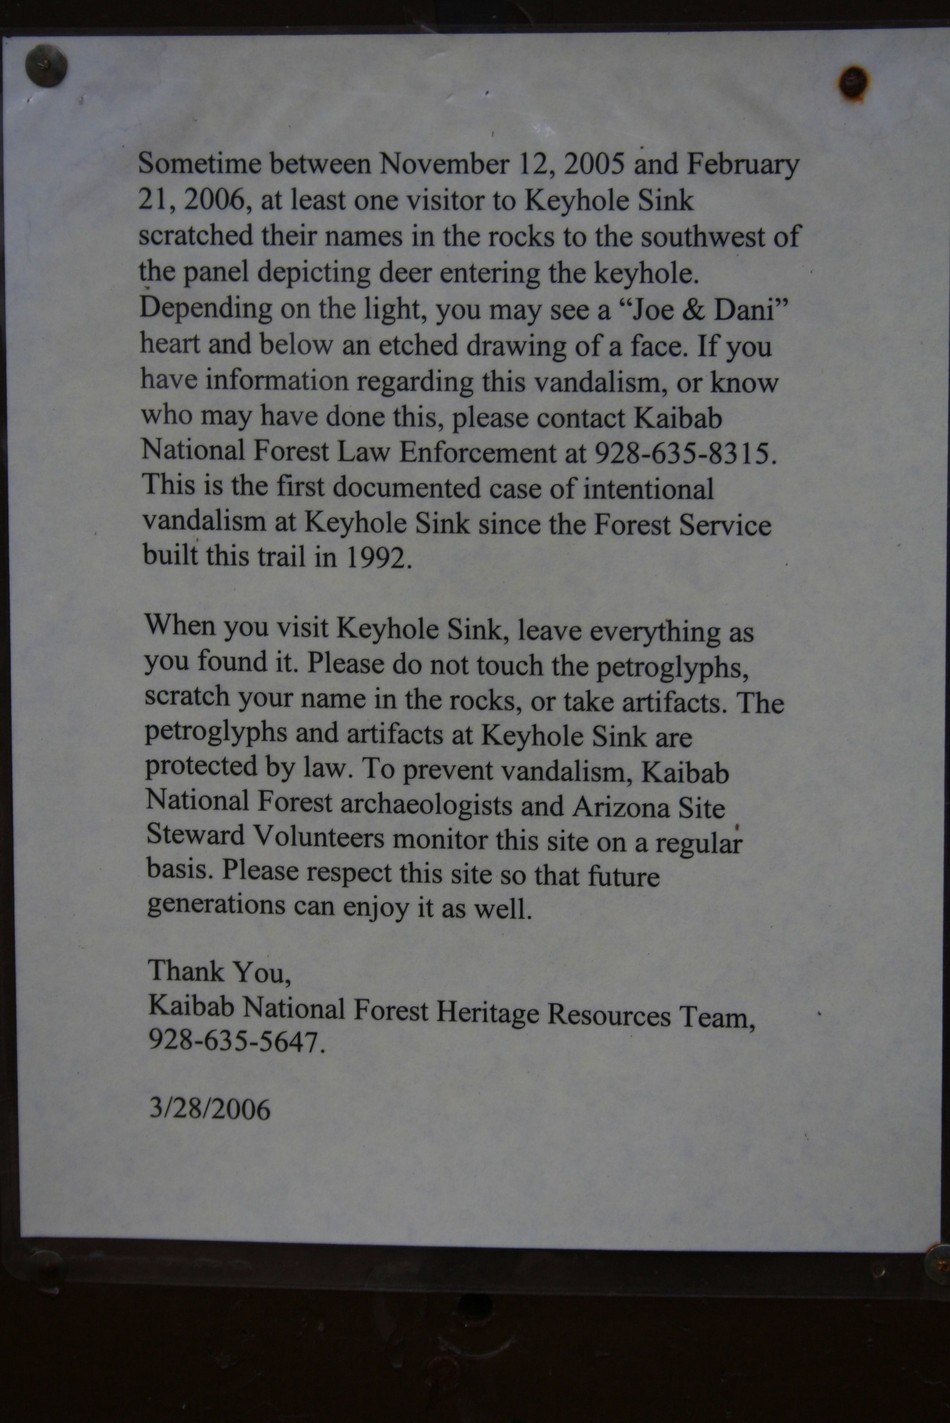 Sometime between November 12, 2005 and February
21, 2006, at least one visitor to Keyhole Sink
scratched their names in the rocks to the southwest of
the panel depicting deer entering the keyhole.
Depending on the light, you may see a “Joe & Dani”
heart and below an etched drawing of a face. If you
have information regarding this vandalism, or know
who may have done this, please contact Kaibab
National Forest Law Enforcement at 928-635-8315.
This is the first documented case of intentional
vandalism at Keyhole Sink since the Forest Service
built this trail in 1992.
When you visit Keyhole Sink, leave everything as
you found it. Please do not touch the petroglyphs,
scratch your name in the rocks, or take artifacts. The
petroglyphs and artifacts at Keyhole Sink are
protected by law. To prevent vandalism, Kaibab
National Forest archaeologists and Arizona Site
Steward Volunteers monitor this site on a regular
basis. Please respect this site so that future
generations can enjoy it as well.
Thank You,
Kaibab National Forest Heritage Resources Team,
928-635-5647.
3/28/2006